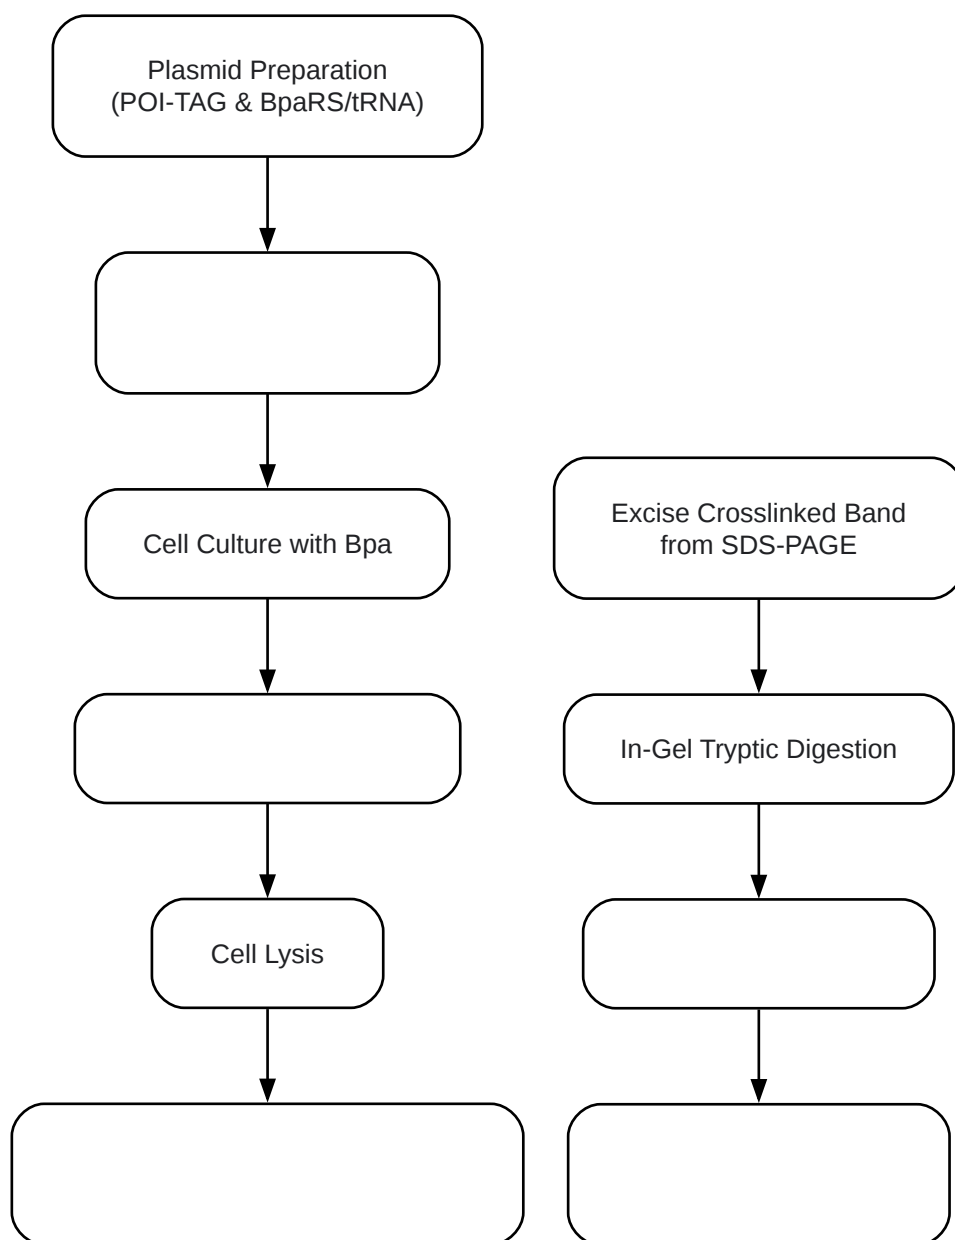 Plasmid Preparation
(POI-TAG & BpaRS/tRNA)
Cell Culture with Bpa
Cell Lysis
Excise Crosslinked Band
from SDS-PAGE
In-Gel Tryptic Digestion